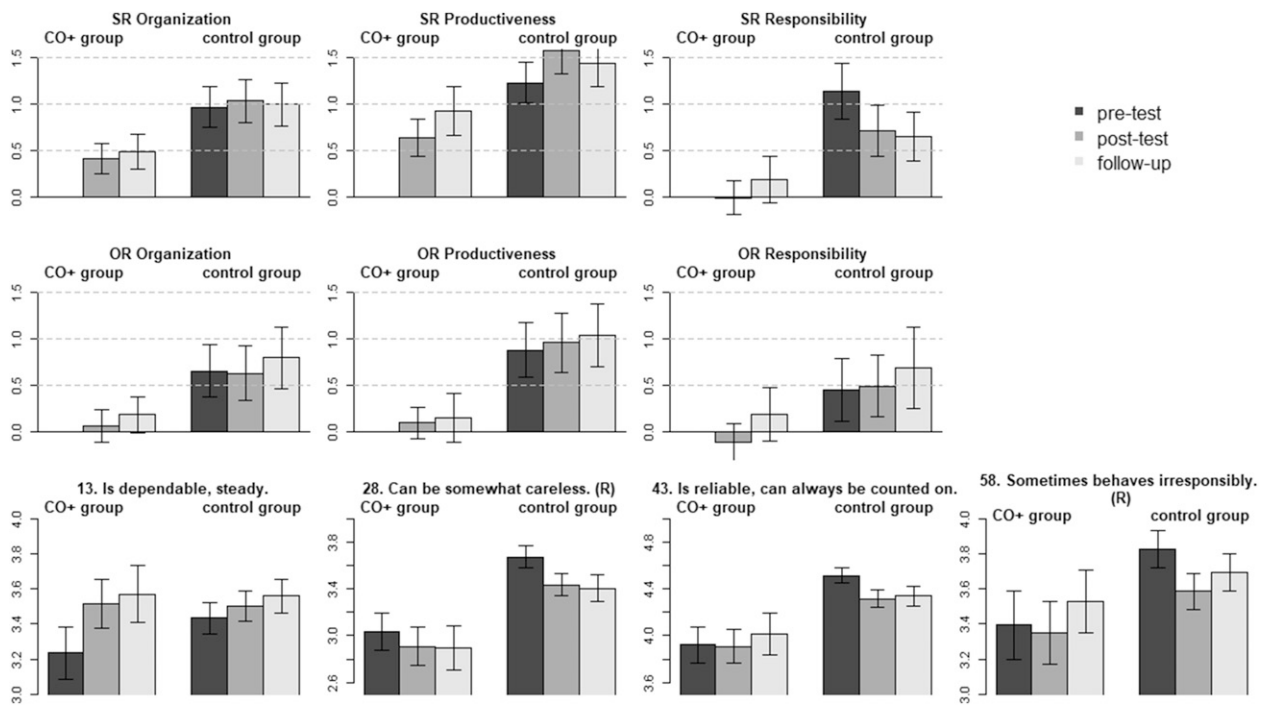 SR Organization
CO+ group control group
1.5
1.0
0.5
0.0
SR Productiveness
CO+ group control group
1.5
1.0
0.5
0.0
SR Responsibility
CO+ group control group
1.5
1.0
0.5
0.0
pre-test
post-test
follow-up
OR Organization
CO+ group control group
1.5
1.0
0.5
0.0
OR Productiveness
CO+ group control group
1.5
1.0
0.5
0.0
OR Responsibility
CO+ group control group
1.5
1.0
0.5
0.0
13. Is dependable, steady.
CO+ group control group
4.0
3.8
3.6
3.4
3.2
3.0
28. Can be somewhat careless. (R)
CO+ group control group
3.8
3.4
3.0
2.6
43. Is reliable, can always be counted on.
CO+ group control group
4.8
4.4
4.0
3.6
58. Sometimes behaves irresponsibly.
(R)
CO+ group control group
4.0
3.8
3.6
3.4
3.2
3.0